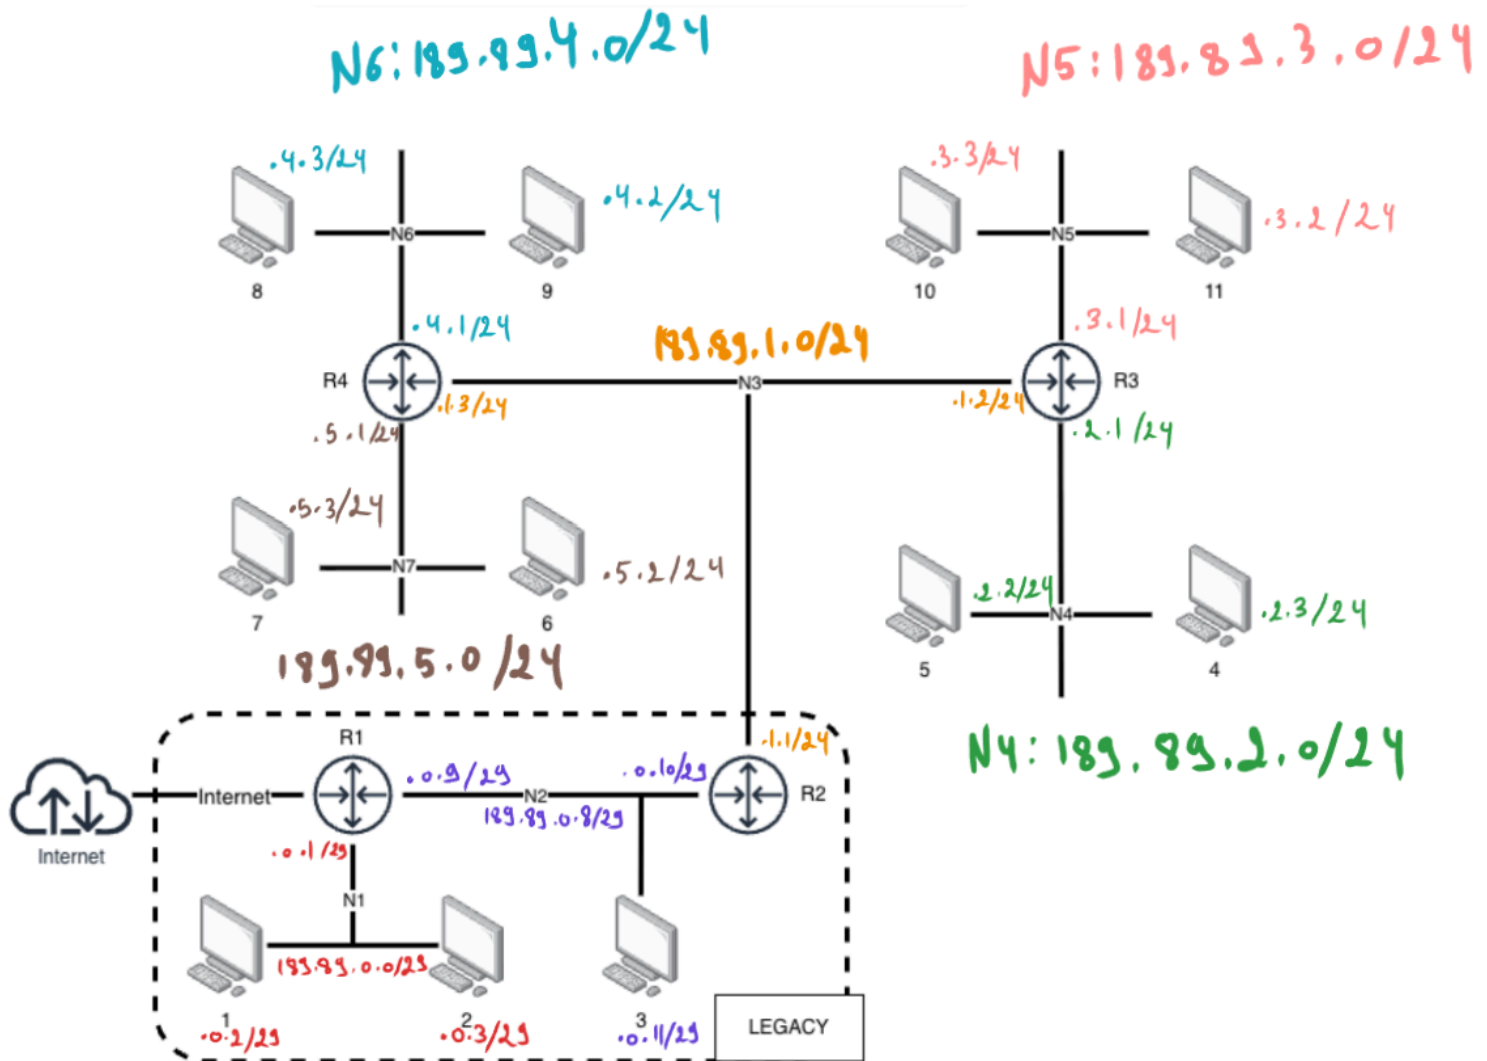 N6:189.89.4.0/24
N5:189.89.3.0/24
.4.3/24
.4.2/24
.3.3/24
.3.2/24
N6
N5
8
9
10
11
.4.1/24
.3.1/24
189.89.1.0/24
R4
N3
R3
.1.3/24
.1.2/24
.5.1/24
.2.1/24
.5.3/24
N7
.5.2/24
.2.2/24
N4
.2.3/24
7
6
5
4
189.89.5.0/24
N4:189.89.2.0/24
R1
.1.1/24
.0.9/29
.0.10/29
Internet
N2
R2
189.89.0.8/29
Internet
.0.1/29
N1
189.89.0.0/29
1
2
3
.0.2/29
.0.3/29
.0.11/29
LEGACY